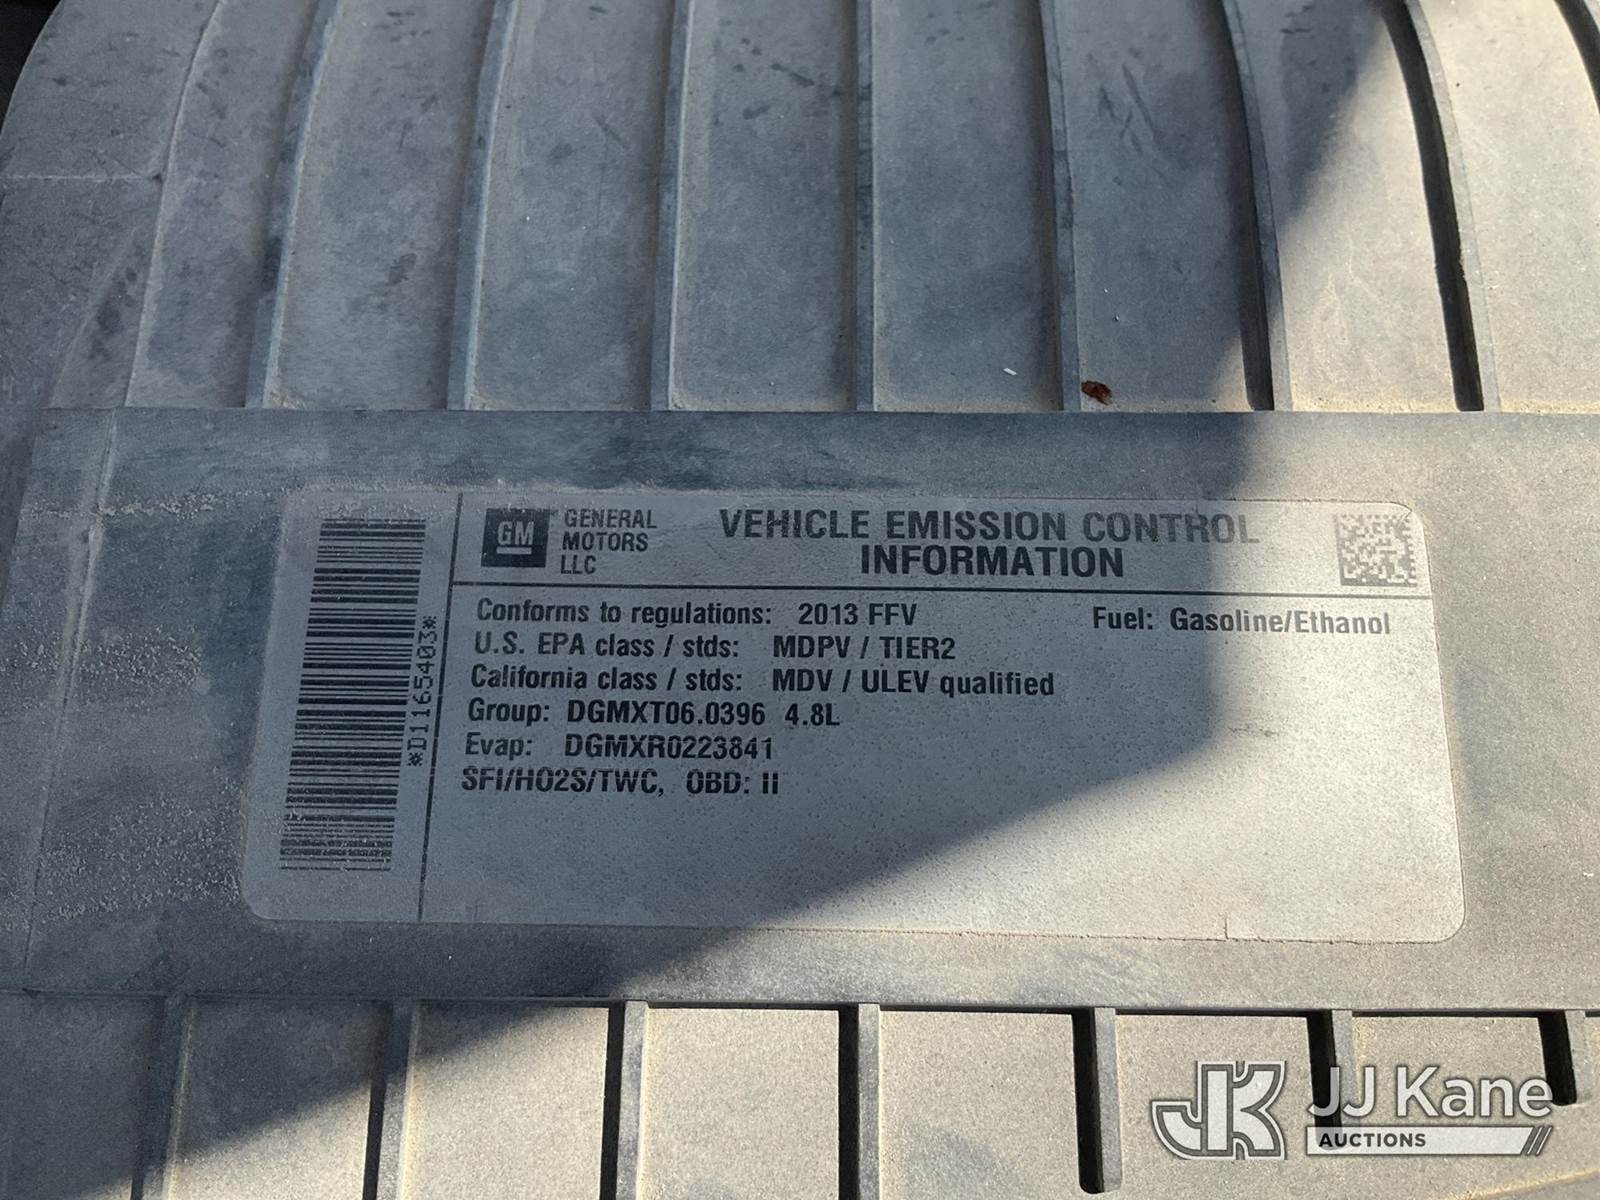 GM GENERAL MOTORS LLC
VEHICLE EMISSION CONTROL
INFORMATION
Conforms to regulations: 2013 FFV Fuel: Gasoline/Ethanol
U.S. EPA class / stds: MDPV / TIER2
California class / stds: MDV / ULEV qualified
Group: DGMXT06.0396 4.8L
Evap: DGMXR0223841
SFI/HO2S/TWC, OBD: II
*D1165403*
JK JJ Kane
AUCTIONS